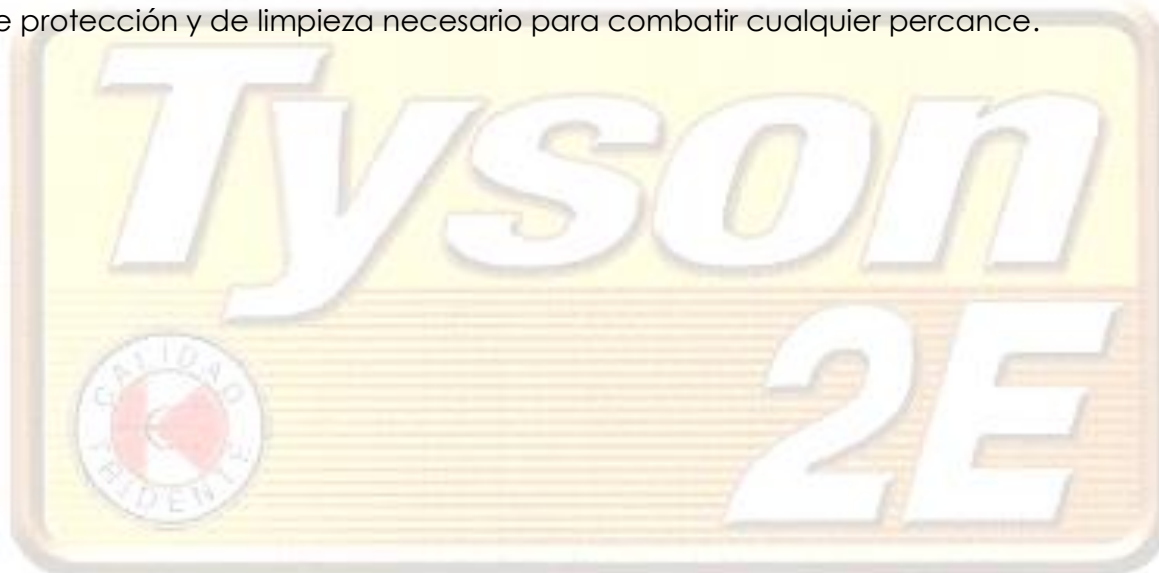 e protección y de limpieza necesario para combatir cualquier percance.
Tyson
2E
CALIDAD
TRIDENTE